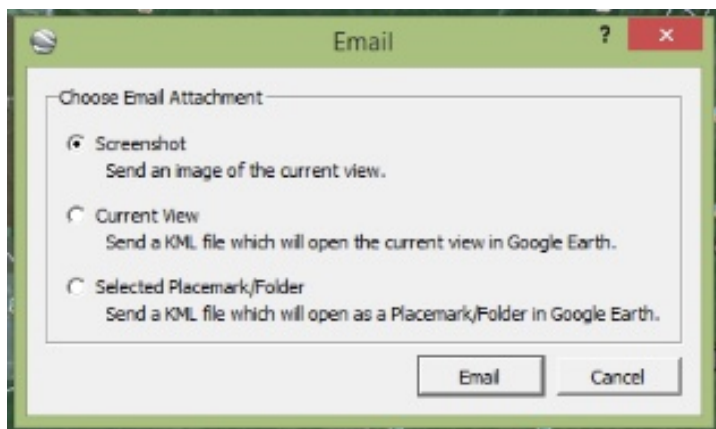 Email
?
Choose Email Attachment
Screenshot
Send an image of the current view.
Current View
Send a KML file which will open the current view in Google Earth.
Selected Placemark/Folder
Send a KML file which will open as a Placemark/Folder in Google Earth.
Email Cancel